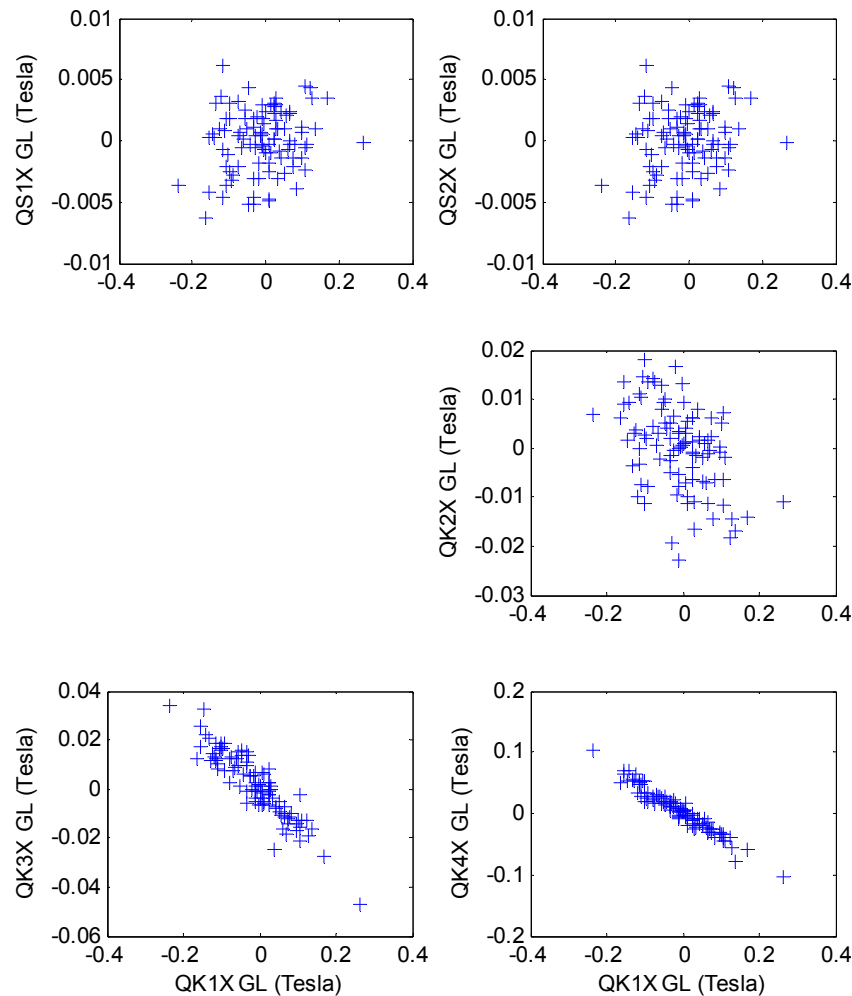 0.01
0.005
0
-0.005
-0.01
QS1X GL (Tesla)
-0.4 -0.2 0 0.2 0.4
0.01
0.005
0
-0.005
-0.01
QS2X GL (Tesla)
-0.4 -0.2 0 0.2 0.4
0.02
0.01
0
-0.01
-0.02
-0.03
QK2X GL (Tesla)
-0.4 -0.2 0 0.2 0.4
0.04
0.02
0
-0.02
-0.04
-0.06
QK3X GL (Tesla)
-0.4 -0.2 0 0.2 0.4
QK1X GL (Tesla)
0.2
0.1
0
-0.1
-0.2
QK4X GL (Tesla)
-0.4 -0.2 0 0.2 0.4
QK1X GL (Tesla)